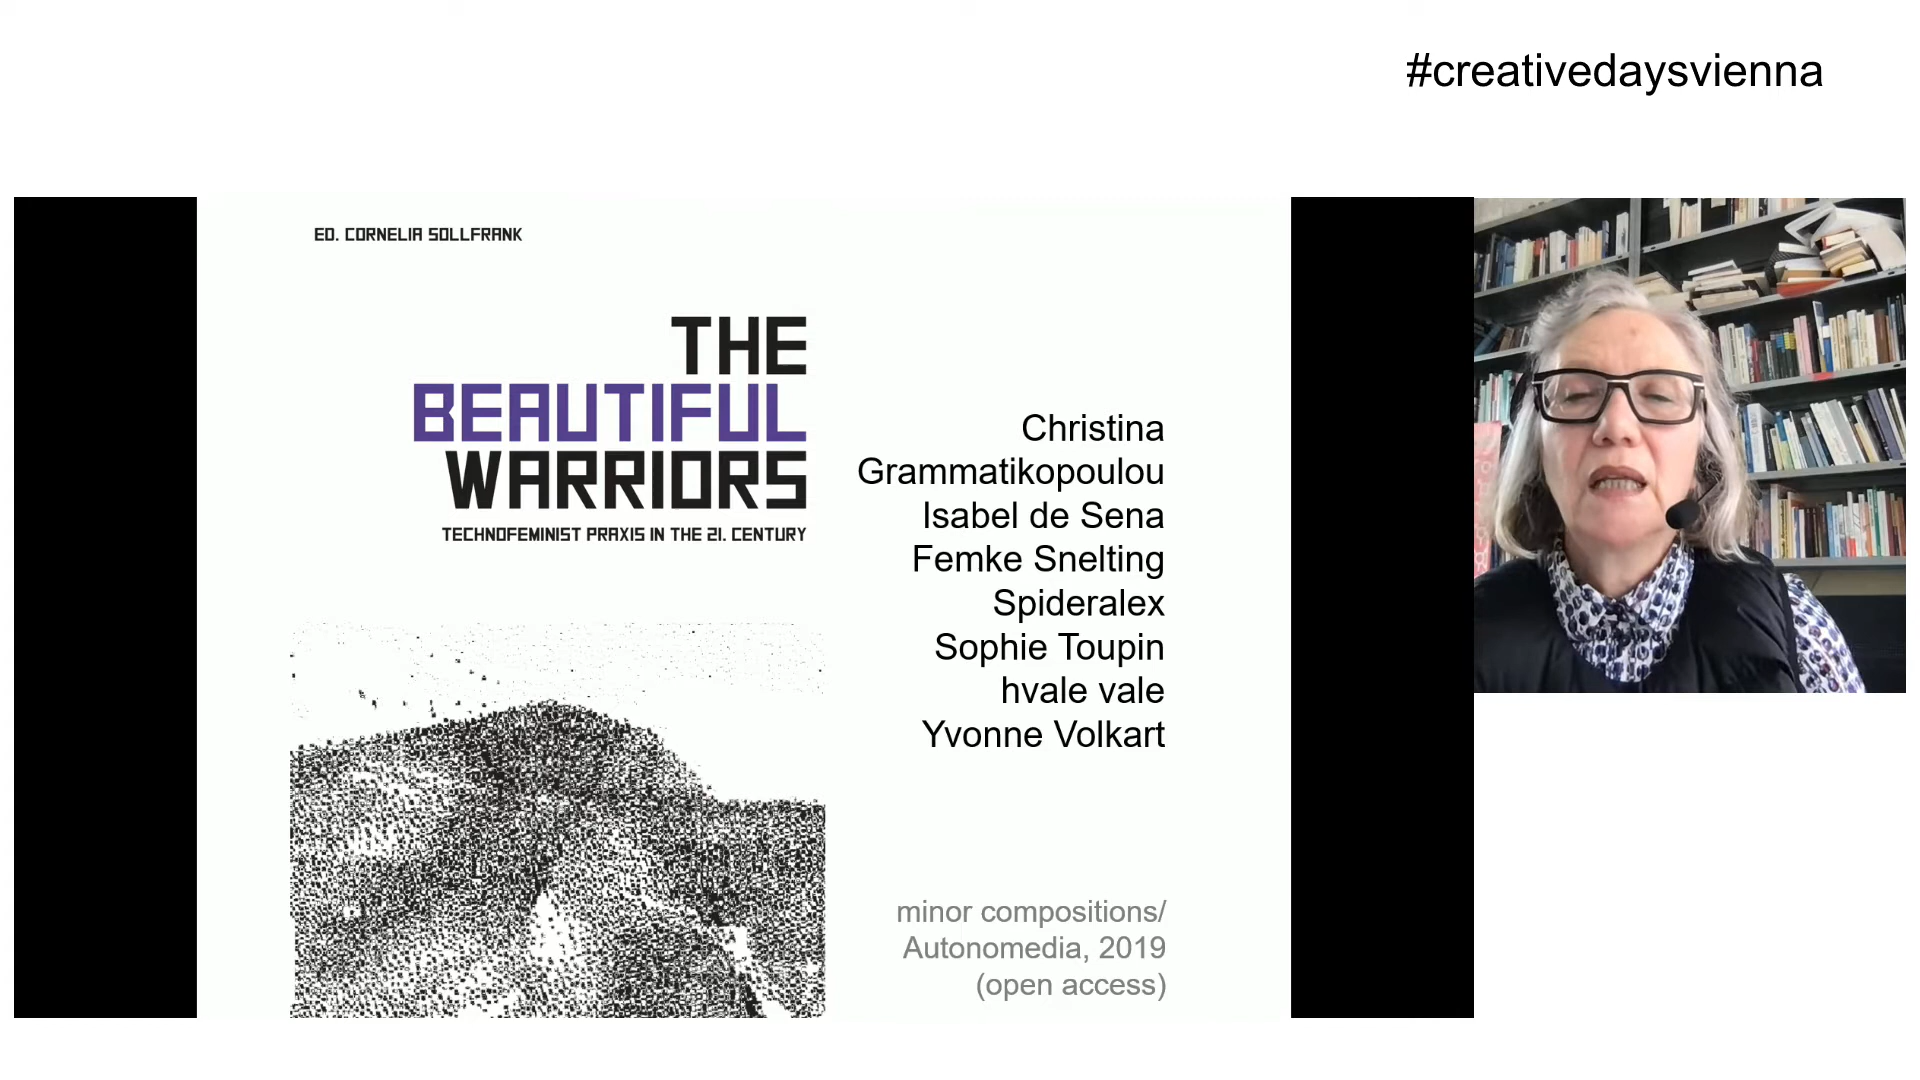 #creativedaysvienna
ED. CORNELIA SOLLFRANK
THE
BEAUTIFUL
WARRIORS
TECHNOFEMINIST PRAXIS IN THE 21. CENTURY
Christina
Grammatikopoulou
Isabel de Sena
Femke Snelting
Spideralex
Sophie Toupin
hvale vale
Yvonne Volkart
minor compositions/
Autonomedia, 2019
(open access)